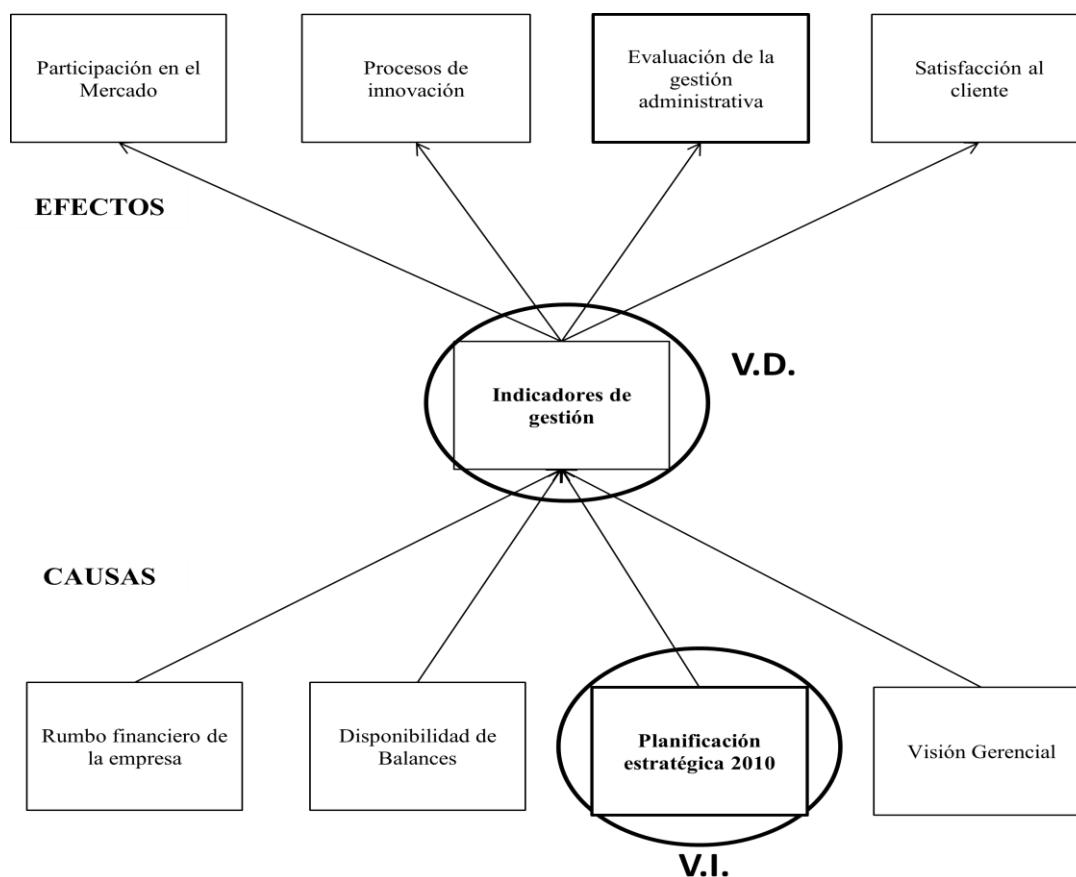 Participación en el
Mercado
Procesos de
innovación
Evaluación de la
gestión
administrativa
Satisfacción al
cliente
EFECTOS
Indicadores de
gestión
V.D.
CAUSAS
Rumbo financiero de
la empresa
Disponibilidad de
Balances
Planificación
estratégica 2010
Visión Gerencial
V.I.